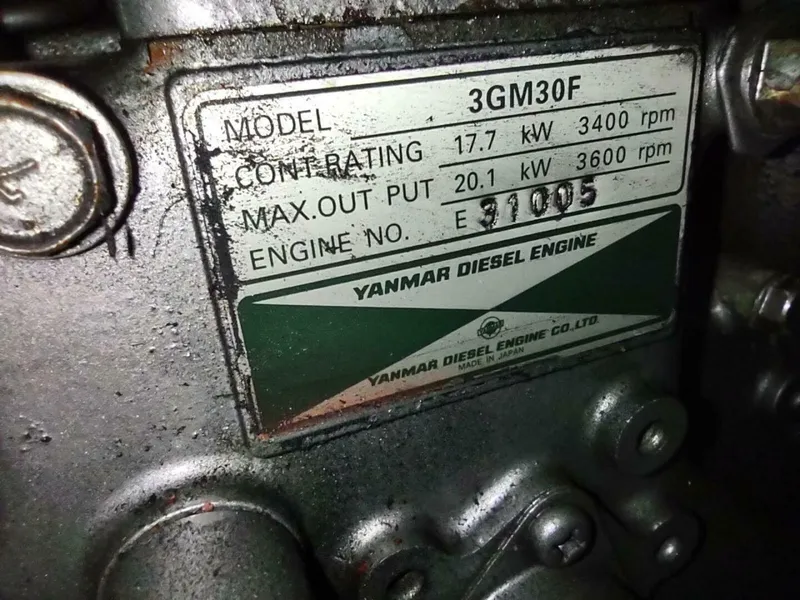 MODEL 3GM30F
CONT.RATING 17.7 kW 3400 rpm
MAX.OUT PUT 20.1 kW 3600 rpm
ENGINE NO. E 31005
YANMAR DIESEL ENGINE
YANMAR DIESEL ENGINE CO.,LTD.
MADE IN JAPAN